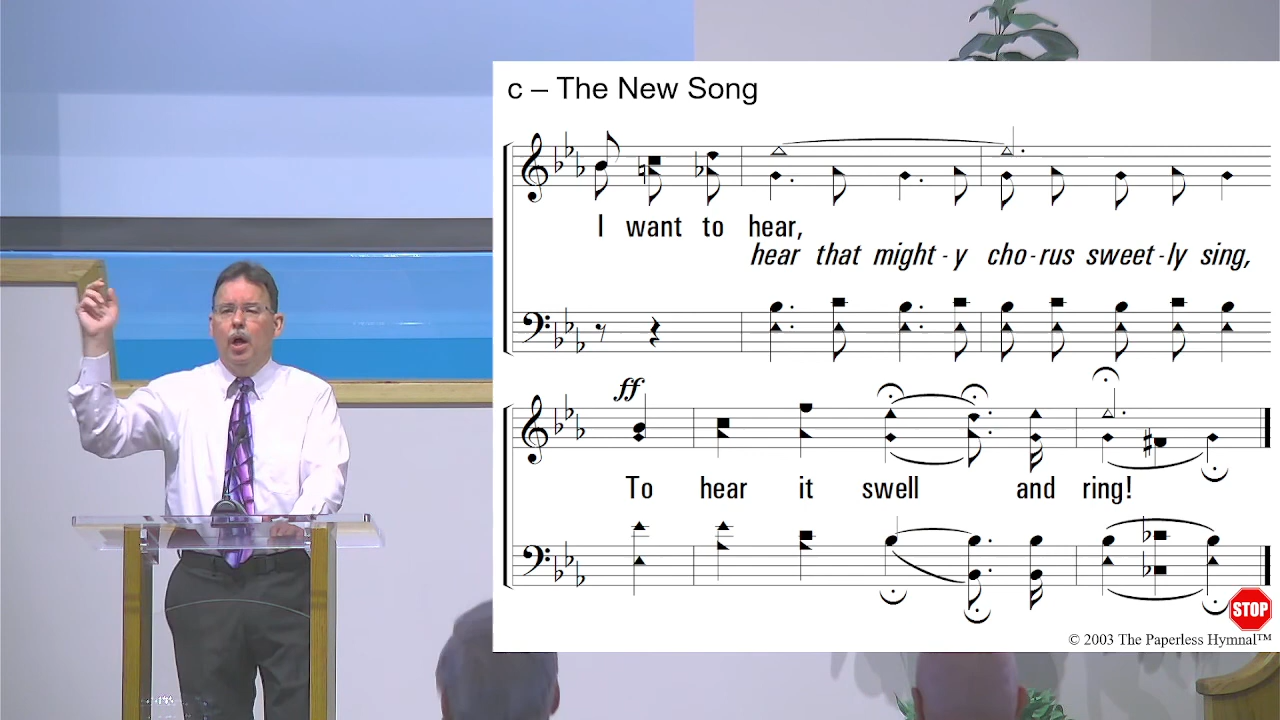 c – The New Song
I want to hear,
hear that might - y cho - rus sweet - ly sing,
ff
To hear it swell and ring!
STOP
© 2003 The Paperless Hymnal™